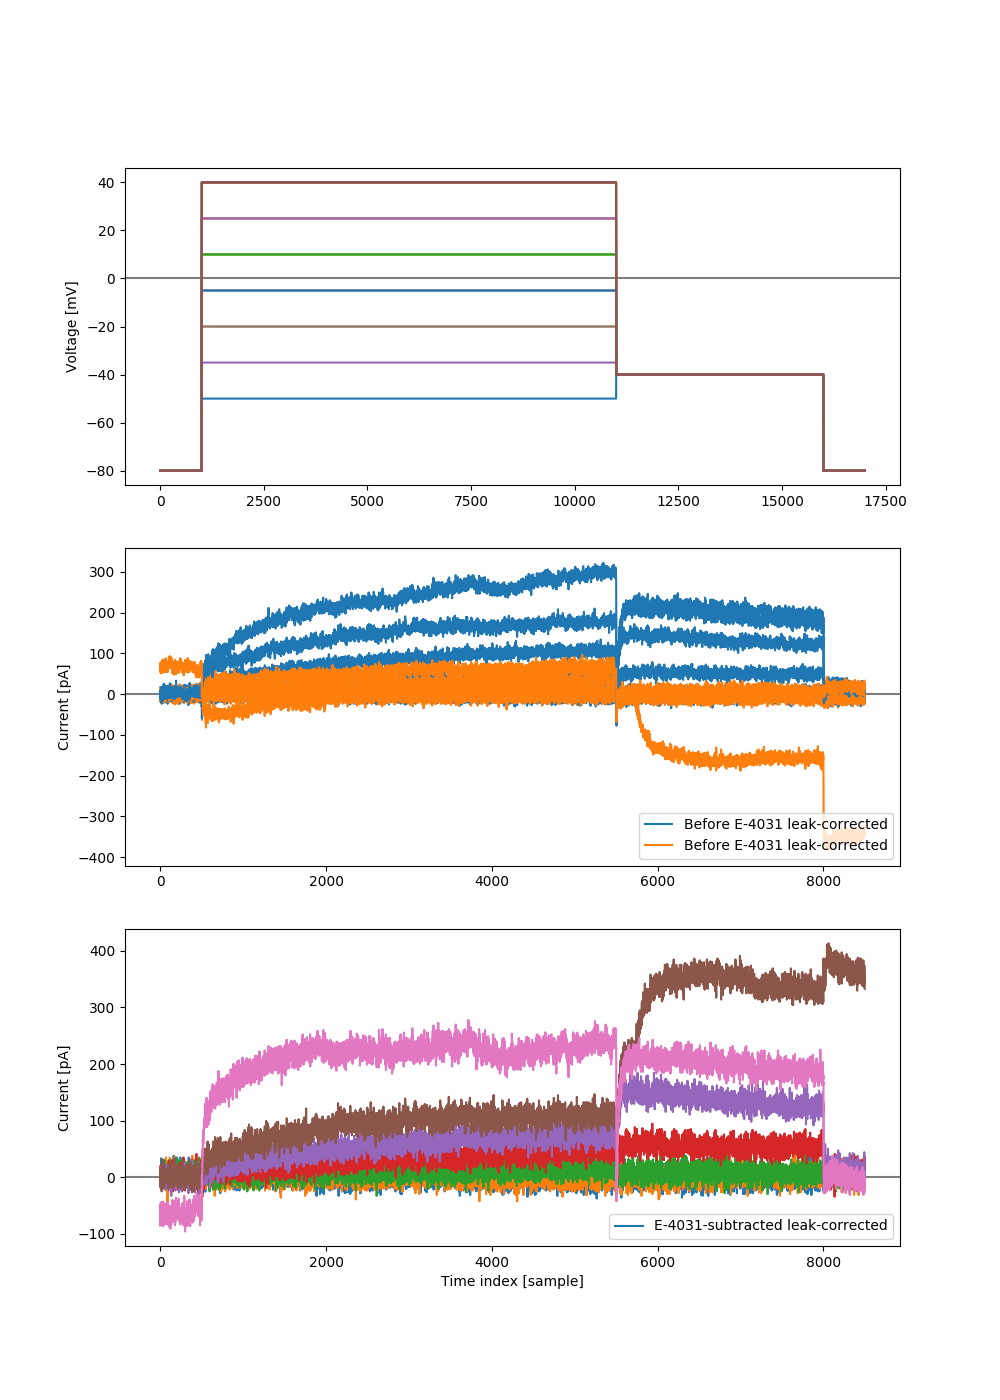 40
20
0
−20
−40
−60
−80
Voltage [mV]
0 2500 5000 7500 10000 12500 15000 17500
300
200
100
0
−100
−200
−300
−400
Current [pA]
Before E-4031 leak-corrected
Before E-4031 leak-corrected
0 2000 4000 6000 8000
400
300
200
100
0
−100
Current [pA]
E-4031-subtracted leak-corrected
0 2000 4000 6000 8000
Time index [sample]